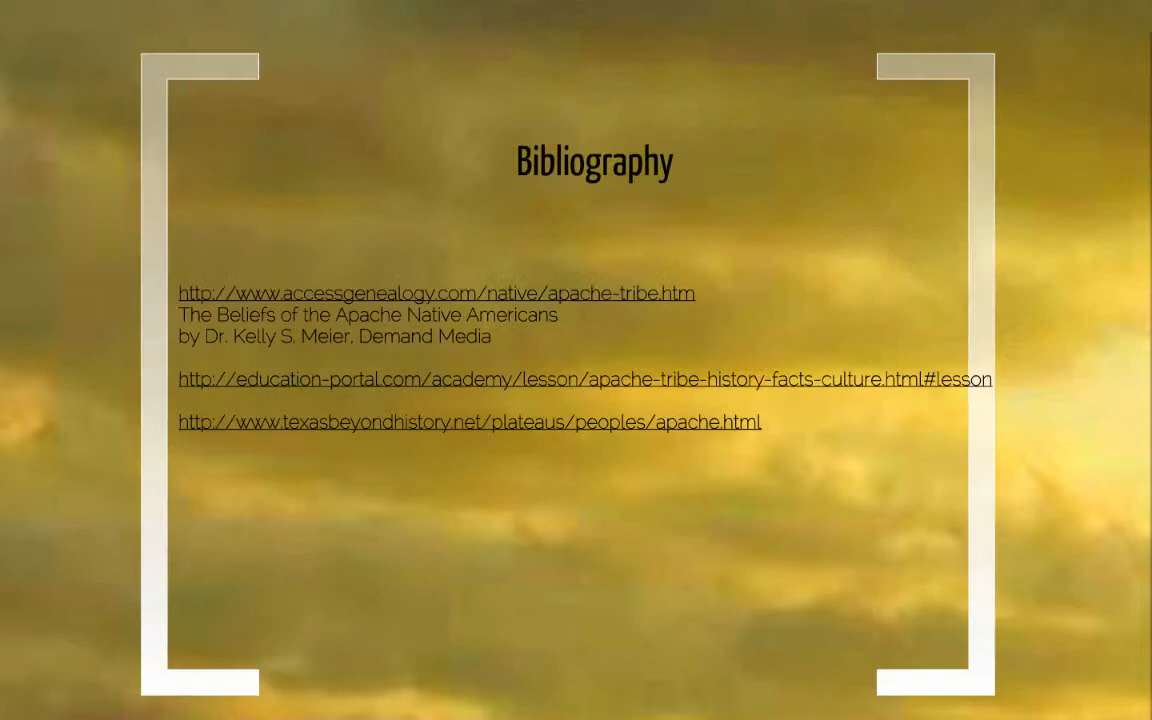 Bibliography
http://www.accessgenealogy.com/native/apache-tribe.htm
The Beliefs of the Apache Native Americans
by Dr. Kelly S. Meier, Demand Media
http://education-portal.com/academy/lesson/apache-tribe-history-facts-culture.html#lesson
http://www.texasbeyondhistory.net/plateaus/peoples/apache.html